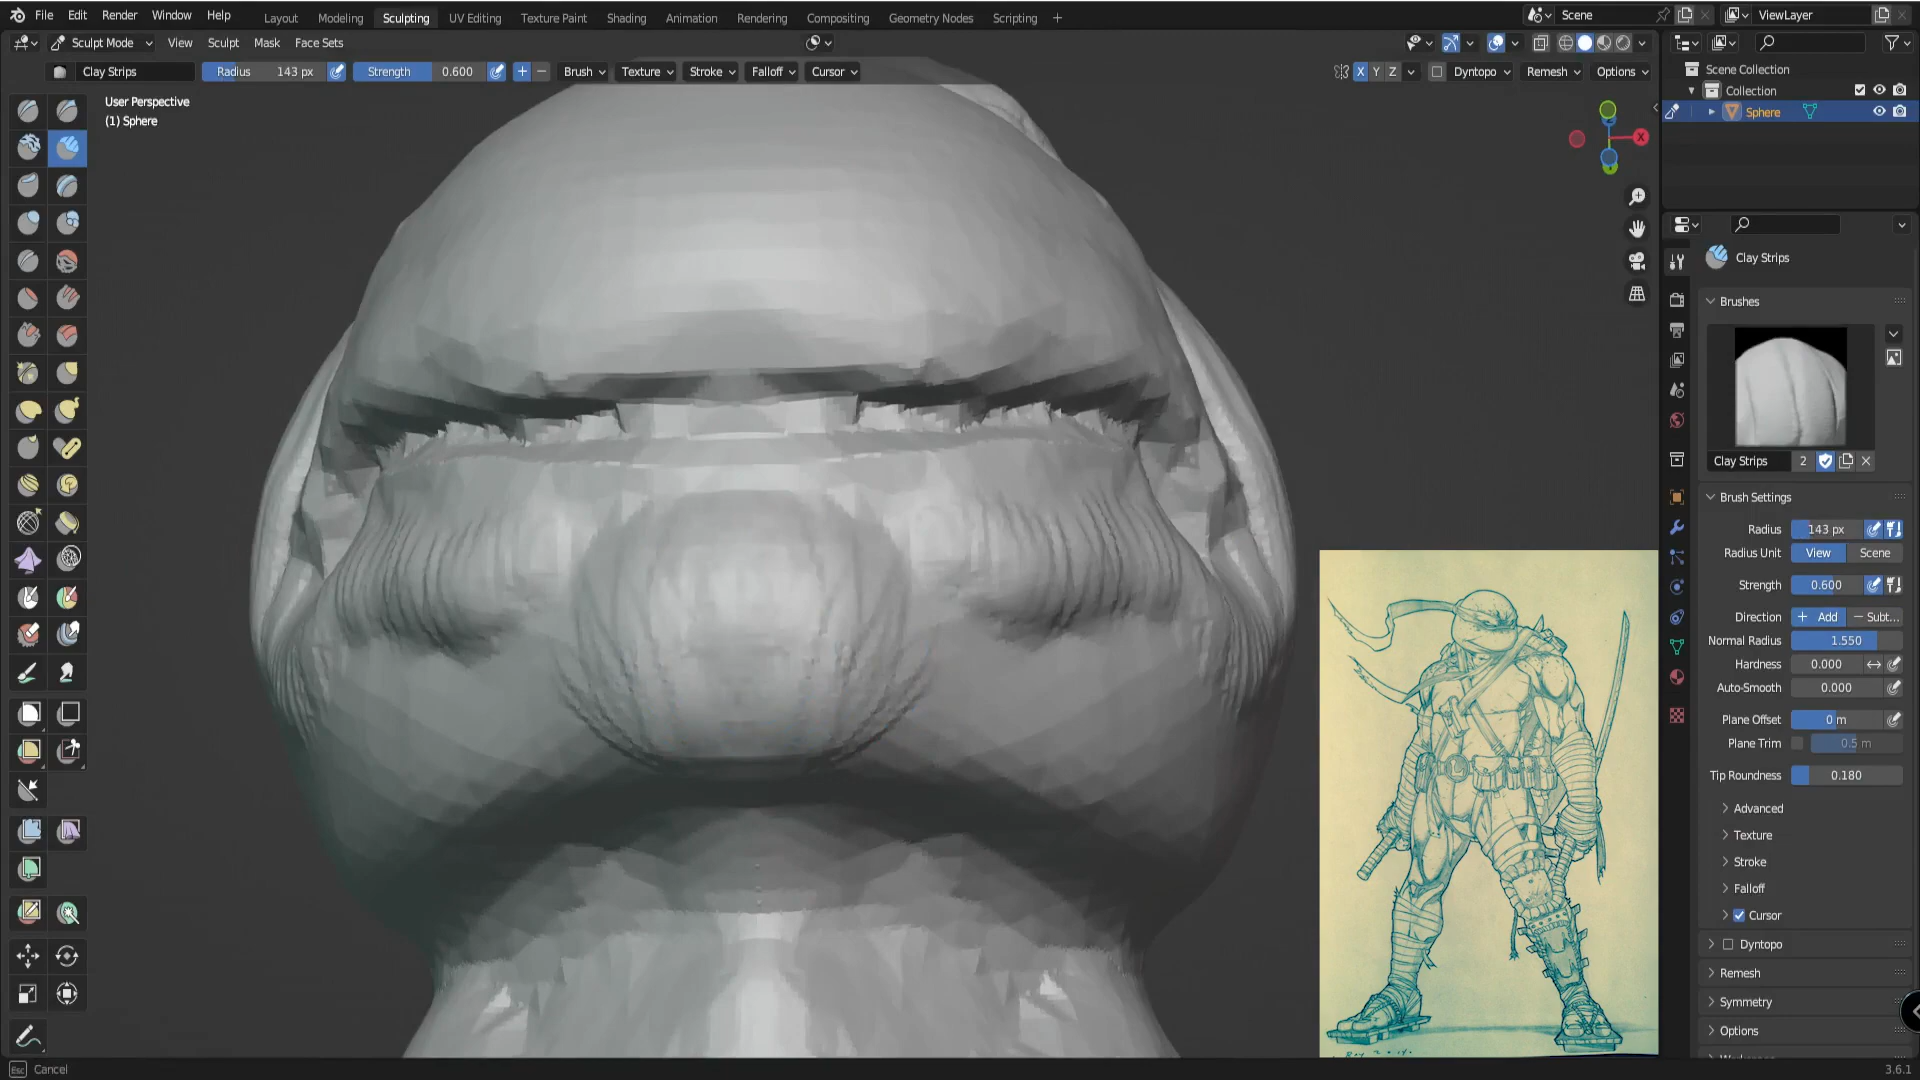 File Edit Render Window Help
Layout Modeling Sculpting UV Editing Texture Paint Shading Animation Rendering Compositing Geometry Nodes Scripting +
Scene
ViewLayer
Sculpt Mode View Sculpt Mask Face Sets
Clay Strips Radius 143 px Strength 0.600 + − Brush Texture Stroke Falloff Cursor
X Y Z Dyntopo Remesh Options
User Perspective
(1) Sphere
X
Scene Collection
Collection
Sphere
Clay Strips
Brushes
Clay Strips 2
Brush Settings
Radius 143 px
Radius Unit View Scene
Strength 0.600
Direction + Add − Subt...
Normal Radius 1.550
Hardness 0.000
Auto-Smooth 0.000
Plane Offset 0 m
Plane Trim 0.5 m
Tip Roundness 0.180
Advanced
Texture
Stroke
Falloff
Cursor
Dyntopo
Remesh
Symmetry
Options
Esc Cancel
3.6.1